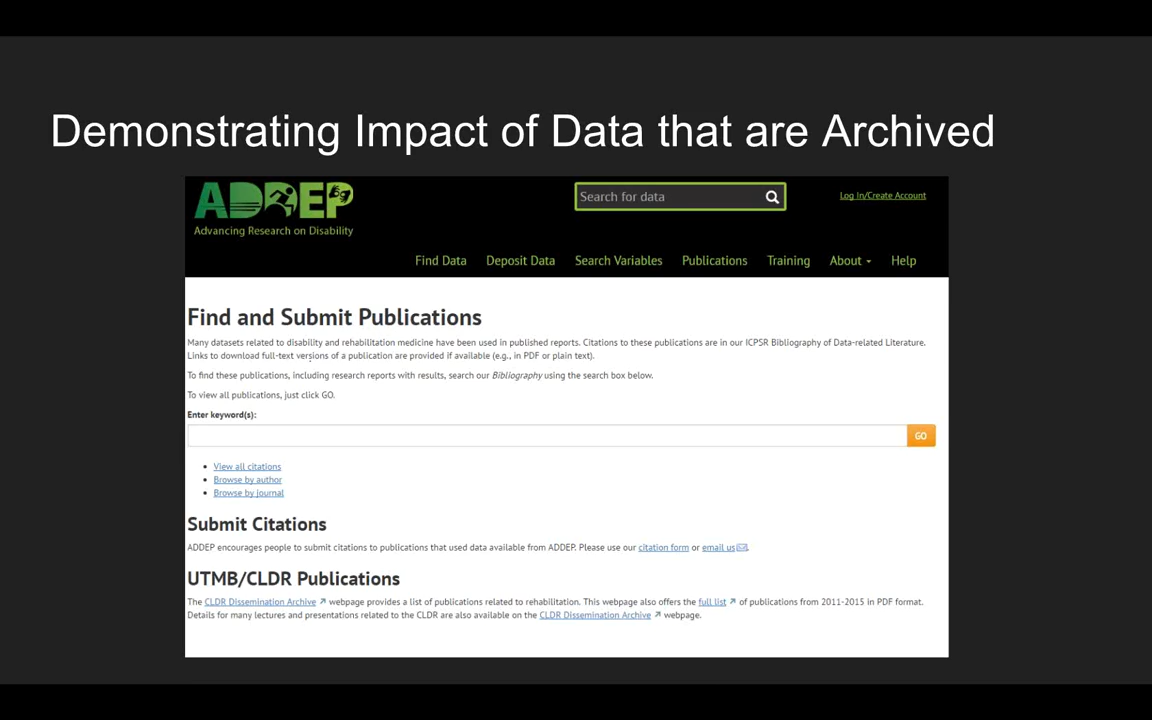 Demonstrating Impact of Data that are Archived
ADDEP
Advancing Research on Disability
Search for data
Log In/Create Account
Find Data Deposit Data Search Variables Publications Training About Help
Find and Submit Publications
Many datasets related to disability and rehabilitation medicine have been used in published reports. Citations to these publications are in our ICPSR Bibliography of Data-related Literature.
Links to download full-text versions of a publication are provided if available (e.g., in PDF or plain text).
To find these publications, including research reports with results, search our Bibliography using the search box below.
To view all publications, just click GO.
Enter keyword(s):
GO
View all citations
Browse by author
Browse by journal
Submit Citations
ADDEP encourages people to submit citations to publications that used data available from ADDEP. Please use our citation form or email us.
UTMB/CLDR Publications
The CLDR Dissemination Archive webpage provides a list of publications related to rehabilitation. This webpage also offers the full list of publications from 2011-2015 in PDF format.
Details for many lectures and presentations related to the CLDR are also available on the CLDR Dissemination Archive webpage.